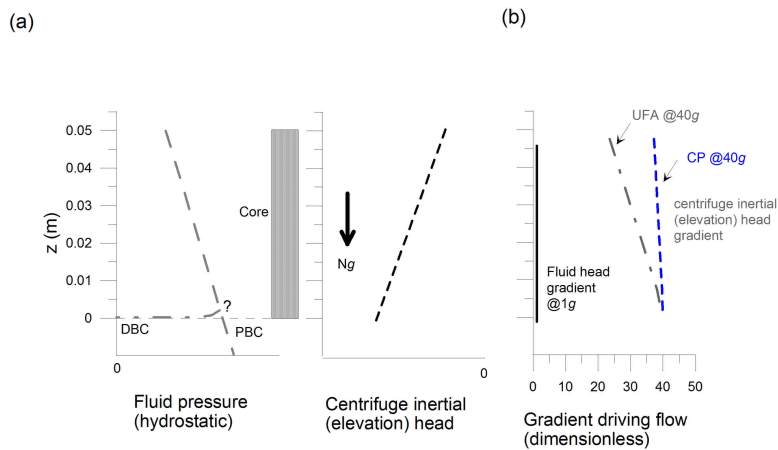 (a)
(b)
0.05
0.04
0.03
0.02
0.01
0
z (m)
Core
?
DBC
PBC
0
Fluid pressure
(hydrostatic)
Ng
0
Centrifuge inertial
(elevation) head
UFA @40g
CP @40g
centrifuge inertial
(elevation) head
gradient
Fluid head
gradient
@1g
0 10 20 30 40 50
Gradient driving flow
(dimensionless)